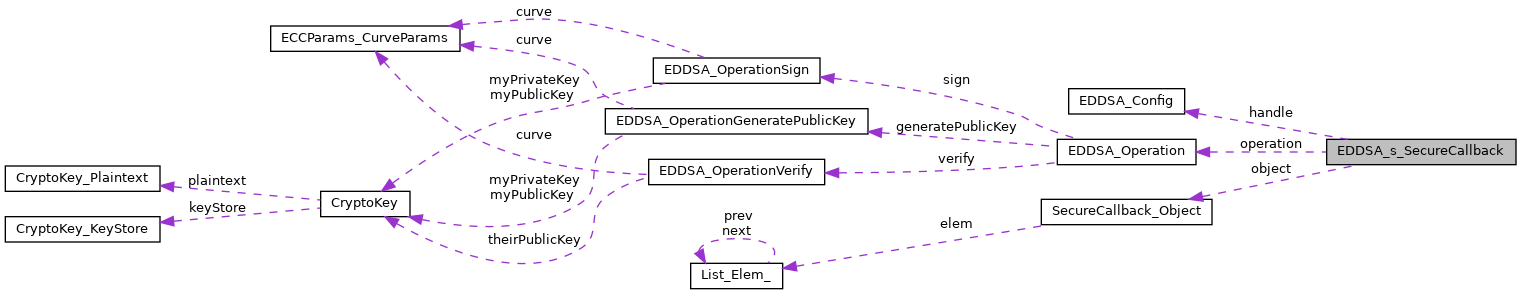 curve
ECCParams_CurveParams
curve
EDDSA_OperationSign
myPrivateKey
myPublicKey
sign
EDDSA_Config
handle
EDDSA_OperationGeneratePublicKey
generatePublicKey
curve
operation
EDDSA_Operation
EDDSA_s_SecureCallback
verify
EDDSA_OperationVerify
object
CryptoKey_Plaintext
plaintext
myPrivateKey
myPublicKey
CryptoKey
keyStore
CryptoKey_KeyStore
SecureCallback_Object
elem
prev
next
theirPublicKey
List_Elem_